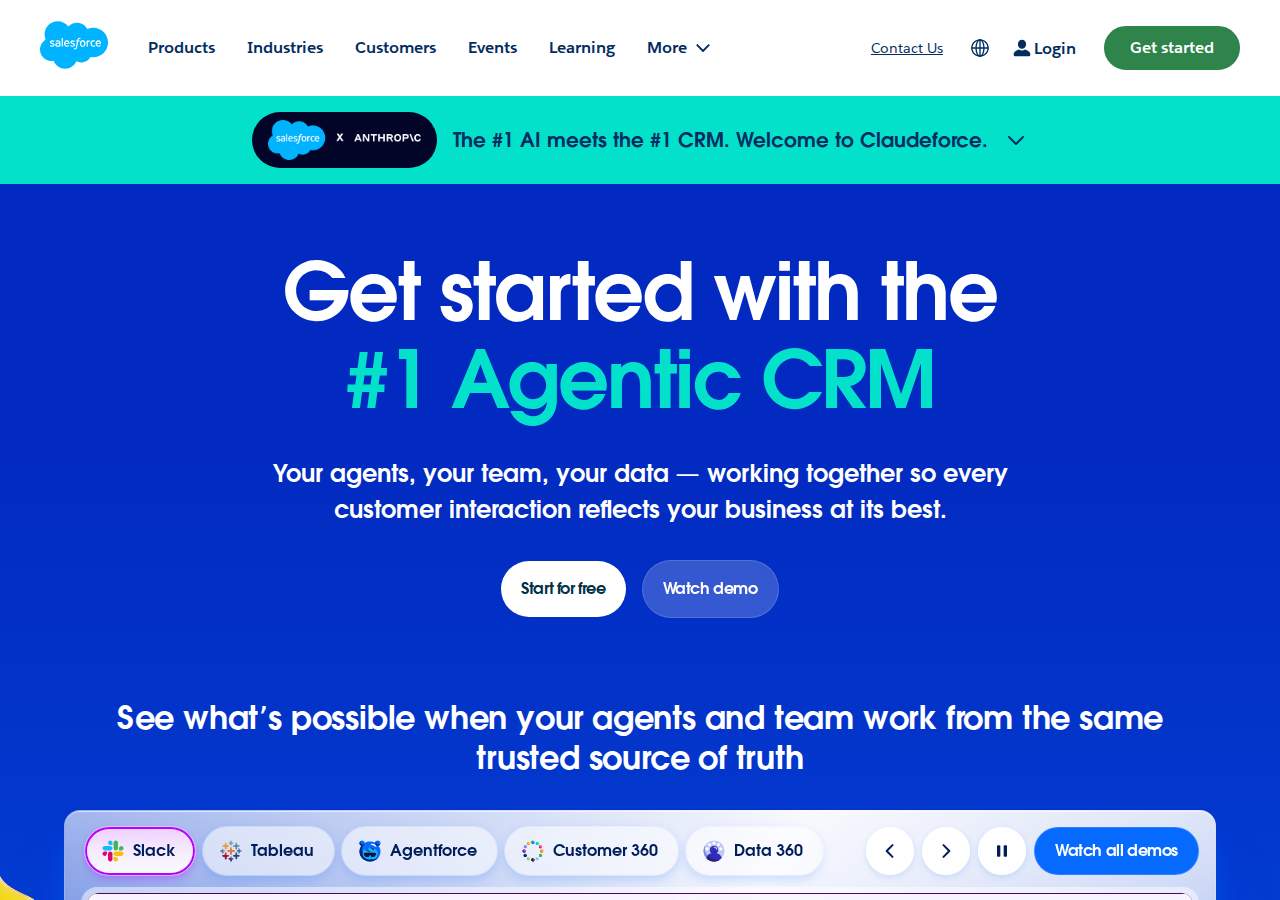 salesforce
Products
Industries
Customers
Events
Learning
More
Contact Us
Login
Get started
salesforce X ANTHROP\C
The #1 AI meets the #1 CRM. Welcome to Claudeforce.
Get started with the
#1 Agentic CRM
Your agents, your team, your data — working together so every
customer interaction reflects your business at its best.
Start for free
Watch demo
See what’s possible when your agents and team work from the same
trusted source of truth
Slack
Tableau
Agentforce
Customer 360
Data 360
Watch all demos